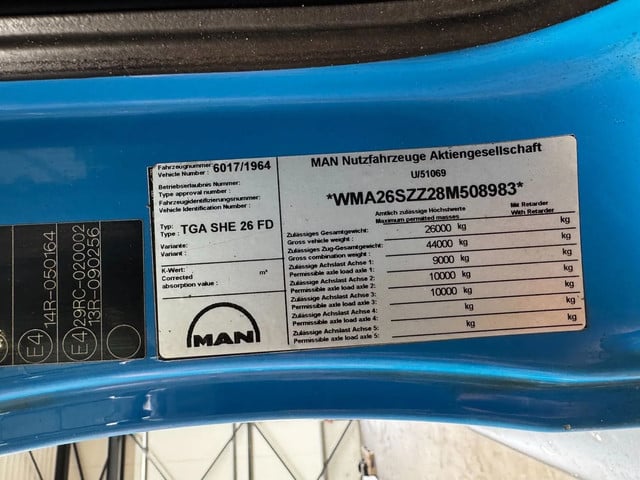 Fahrzeugnummer
Vehicle Number: 6017/1964
Betriebserlaubnis Nummer:
Type approval number :
Fahrzeugidentifizierungsnummer:
Vehicle Identification Number:
Typ:
Type : TGA SHE 26 FD
Variante:
Variant :
K-Wert:
Corrected m³
absorption value :
MAN
MAN Nutzfahrzeuge Aktiengesellschaft
U/51069
*WMA26SZZ28M508983*
Amtlich zulässige Höchstwerte Mit Retarder
Maximum permitted masses With Retarder
Zulässiges Gesamtgewicht: 26000 kg kg
Gross vehicle weight :
Zulässiges Zug-Gesamtgewicht: 44000 kg kg
Gross combination weight :
Zulässige Achslast Achse 1: 9000 kg kg
Permissible axle load axle 1:
Zulässige Achslast Achse 2: 10000 kg kg
Permissible axle load axle 2:
Zulässige Achslast Achse 3: 10000 kg kg
Permissible axle load axle 3:
Zulässige Achslast Achse 4: kg kg
Permissible axle load axle 4:
Zulässige Achslast Achse 5: kg kg
Permissible axle load axle 5:
E4 14R-050164
E4 29RC-020002
13R-090256